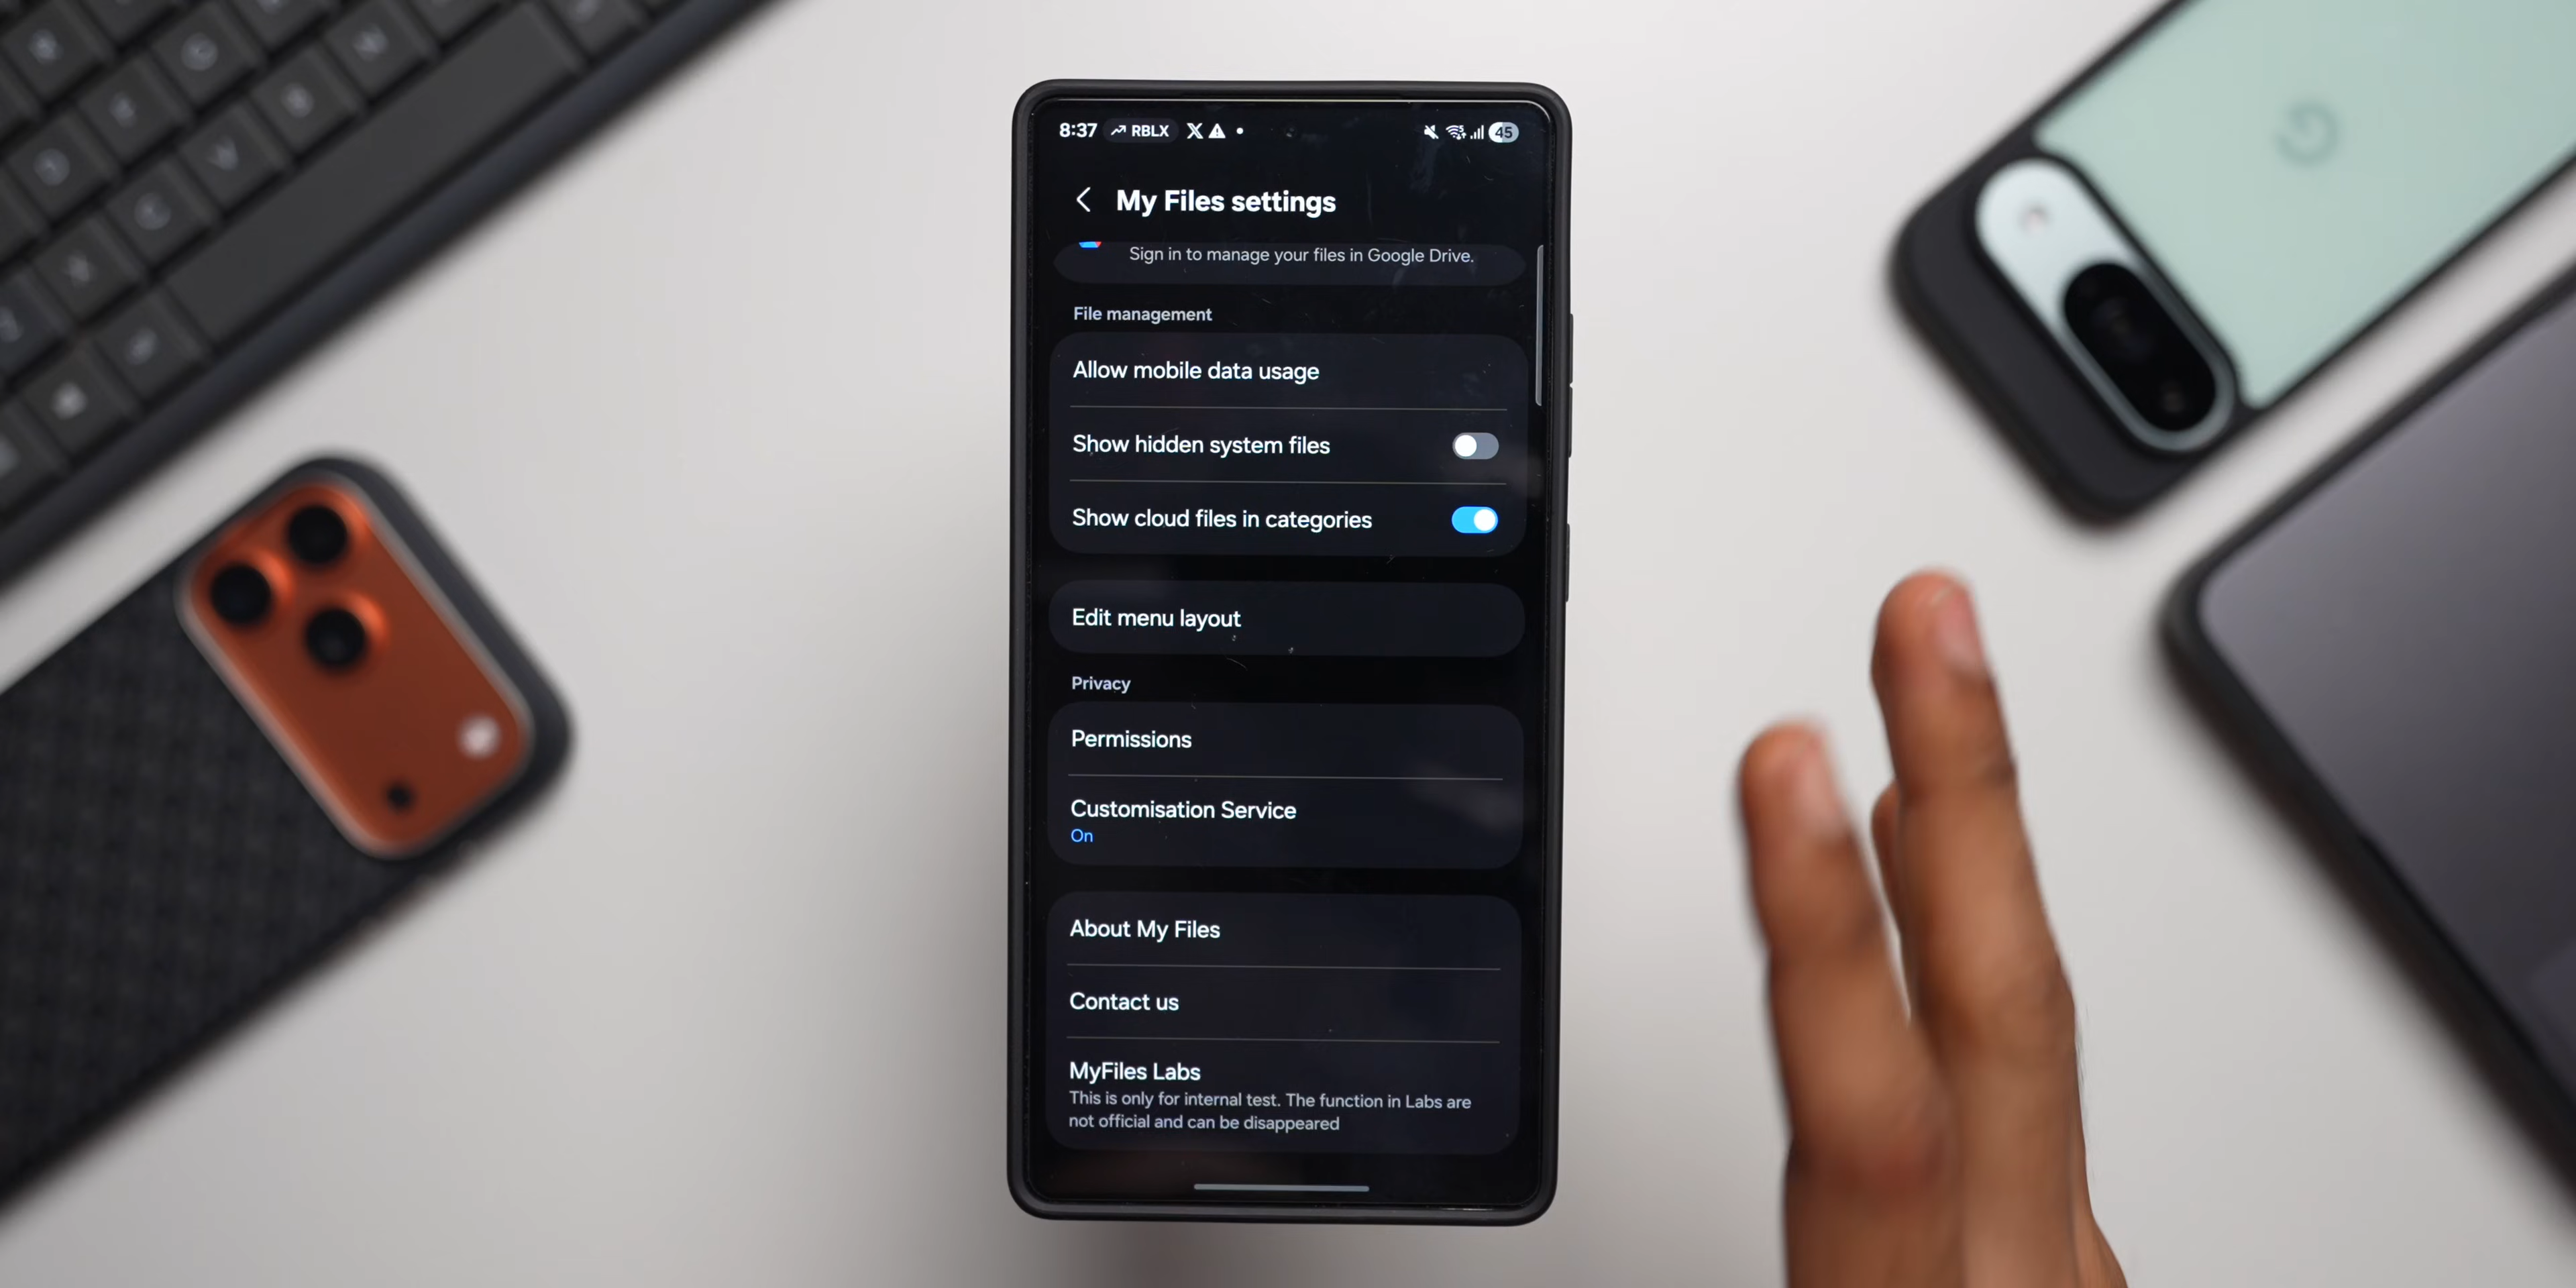 8:37 RBLX X 45
My Files settings
Sign in to manage your files in Google Drive.
File management
Allow mobile data usage
Show hidden system files
Show cloud files in categories
Edit menu layout
Privacy
Permissions
Customisation Service
On
About My Files
Contact us
MyFiles Labs
This is only for internal test. The function in Labs are
not official and can be disappeared